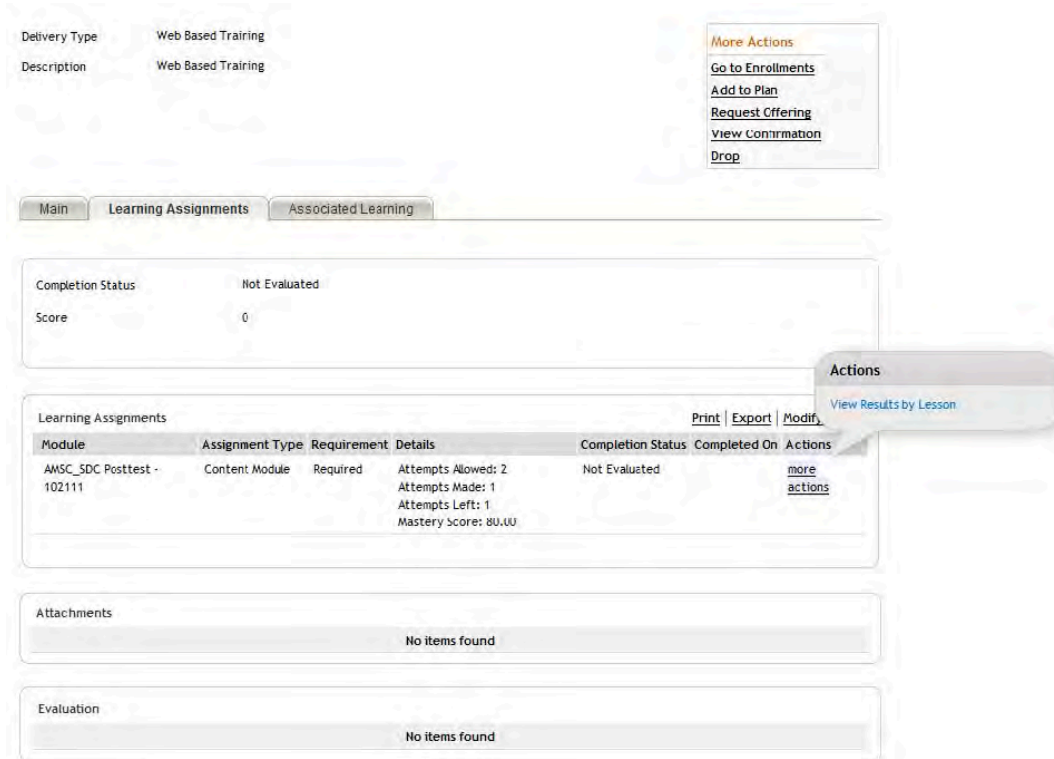 Delivery Type Web Based Training
Description Web Based Training
More Actions
Go to Enrollments
Add to Plan
Request Offering
View Confirmation
Drop
Main Learning Assignments Associated Learning
Completion Status Not Evaluated
Score 0
Actions
View Results by Lesson
Learning Assignments Print | Export | Modify
Module Assignment Type Requirement Details Completion Status Completed On Actions
AMSC_SDC Posttest - Content Module Required Attempts Allowed: 2 Not Evaluated more
102111 Attempts Made: 1 actions
Attempts Left: 1
Mastery Score: 80.00
Attachments
No items found
Evaluation
No items found